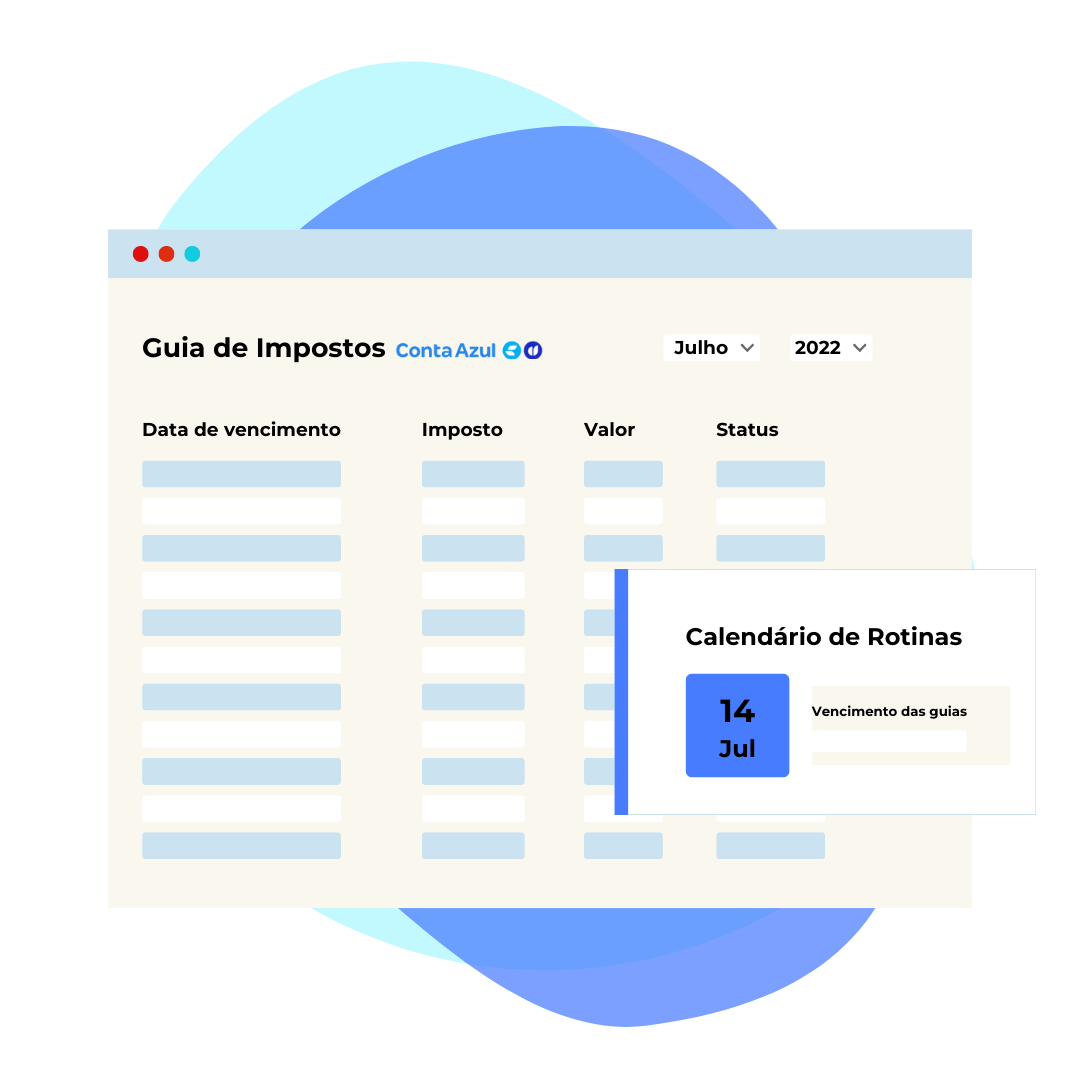 Guia de Impostos Conta Azul
Julho 2022
Data de vencimento Imposto Valor Status
Calendário de Rotinas
14
Jul
Vencimento das guias